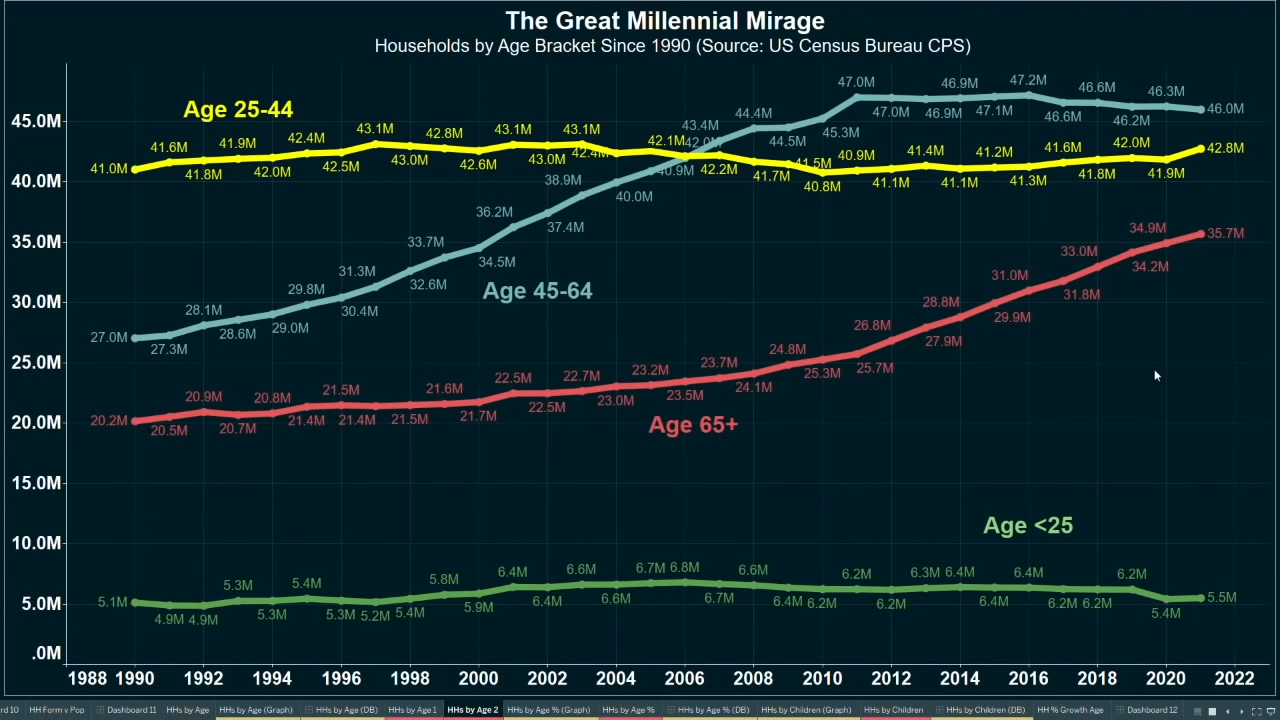 The Great Millennial Mirage
Households by Age Bracket Since 1990 (Source: US Census Bureau CPS)
45.0M
40.0M
35.0M
30.0M
25.0M
20.0M
15.0M
10.0M
5.0M
.0M
Age 25-44
41.0M 41.6M 41.8M 41.9M 42.0M 42.4M 42.5M 43.1M 43.0M 42.8M 42.6M 43.1M 43.0M 43.1M 42.4M 42.1M 42.0M 42.2M 41.7M 41.5M 40.8M 40.9M 41.1M 41.4M 41.1M 41.2M 41.3M 41.6M 41.8M 42.0M 41.9M 42.8M
Age 45-64
27.0M 27.3M 28.1M 28.6M 29.0M 29.8M 30.4M 31.3M 32.6M 33.7M 34.5M 36.2M 37.4M 38.9M 40.0M 40.9M 43.4M 44.4M 44.5M 45.3M 47.0M 47.0M 46.9M 46.9M 47.1M 47.2M 46.6M 46.6M 46.2M 46.3M 46.0M
Age 65+
20.2M 20.5M 20.9M 20.7M 20.8M 21.4M 21.5M 21.4M 21.5M 21.6M 21.7M 22.5M 22.5M 22.7M 23.0M 23.2M 23.5M 23.7M 24.1M 24.8M 25.3M 25.7M 26.8M 27.9M 28.8M 29.9M 31.0M 31.8M 33.0M 34.2M 34.9M 35.7M
Age <25
5.1M 4.9M 4.9M 5.3M 5.3M 5.4M 5.3M 5.2M 5.4M 5.8M 5.9M 6.4M 6.4M 6.6M 6.6M 6.7M 6.8M 6.7M 6.6M 6.4M 6.2M 6.2M 6.2M 6.3M 6.4M 6.4M 6.4M 6.2M 6.2M 6.2M 5.4M 5.5M
1988 1990 1992 1994 1996 1998 2000 2002 2004 2006 2008 2010 2012 2014 2016 2018 2020 2022
rd 10 HH Form v Pop Dashboard 11 HHs by Age HHs by Age (Graph) HHs by Age (DB) HHs by Age 1 HHs by Age 2 HHs by Age % (Graph) HHs by Age % HHs by Age % (DB) HHs by Children (Graph) HHs by Children HHs by Children (DB) HH % Growth Age Dashboard 12